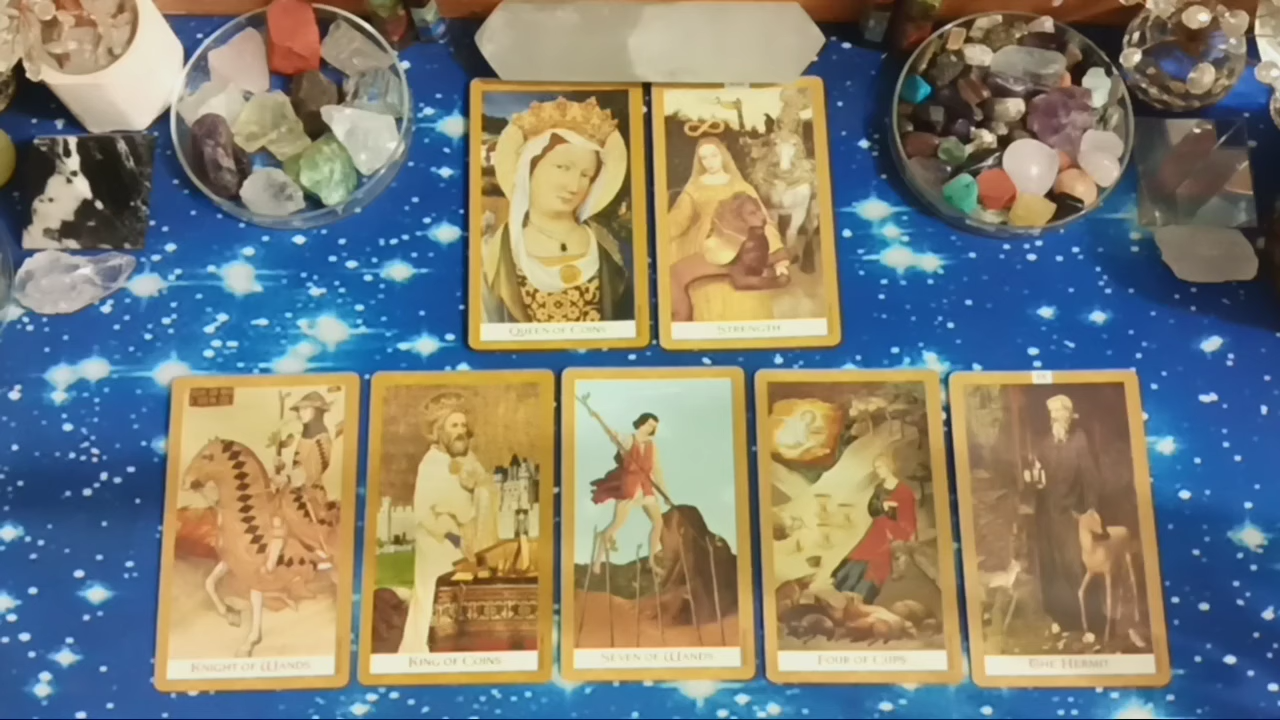 QUEEN OF COINS
STRENGTH
KNIGHT OF WANDS
KING OF COINS
SEVEN OF WANDS
FOUR OF CUPS
THE HERMIT